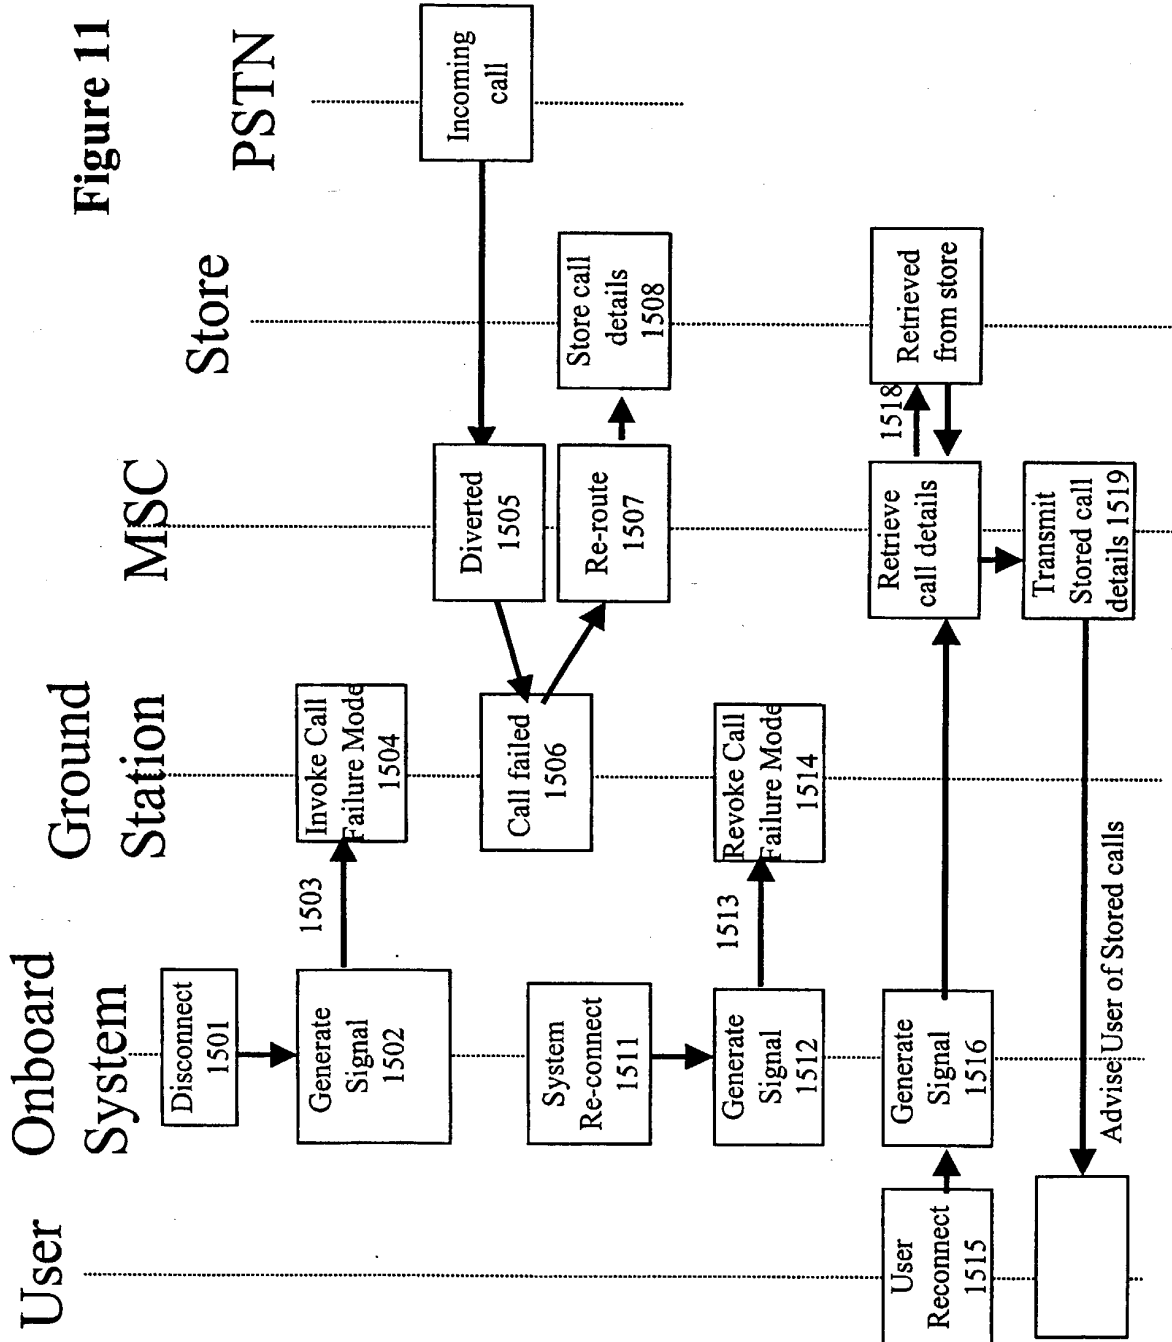 Figure 11
User
Onboard
System
Ground
Station
MSC
Store
PSTN
Disconnect
1501
Generate
Signal
1502
1503
Invoke Call
Failure Mode
1504
Incoming
call
Diverted
1505
Call failed
1506
Re-route
1507
Store call
details
1508
System
Re-connect
1511
Generate
Signal
1512
1513
Revoke Call
Failure Mode
1514
User
Reconnect
1515
Generate
Signal
1516
Retrieve
call details
1518
Retrieved
from store
Transmit
Stored call
details 1519
Advise User of Stored calls